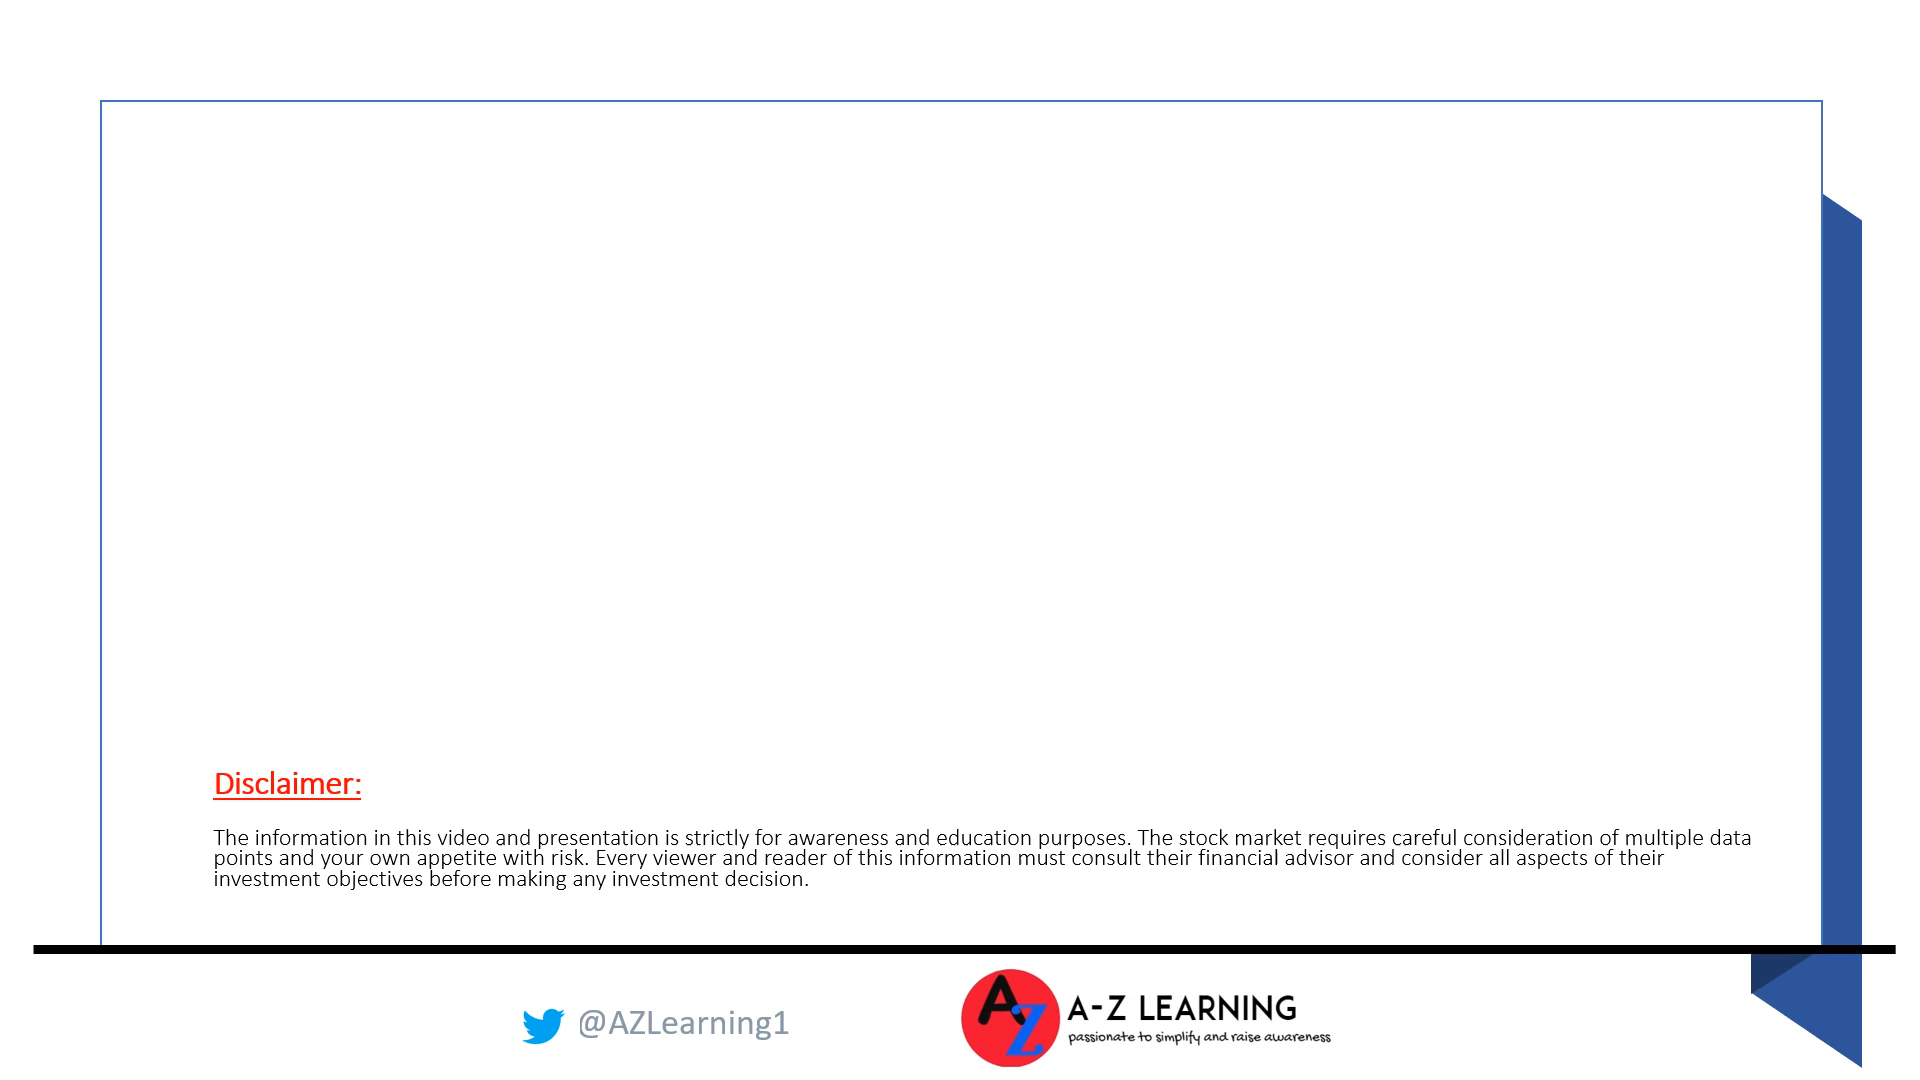 Disclaimer:
The information in this video and presentation is strictly for awareness and education purposes. The stock market requires careful consideration of multiple data
points and your own appetite with risk. Every viewer and reader of this information must consult their financial advisor and consider all aspects of their
investment objectives before making any investment decision.
@AZLearning1
AZ
A-Z LEARNING
passionate to simplify and raise awareness